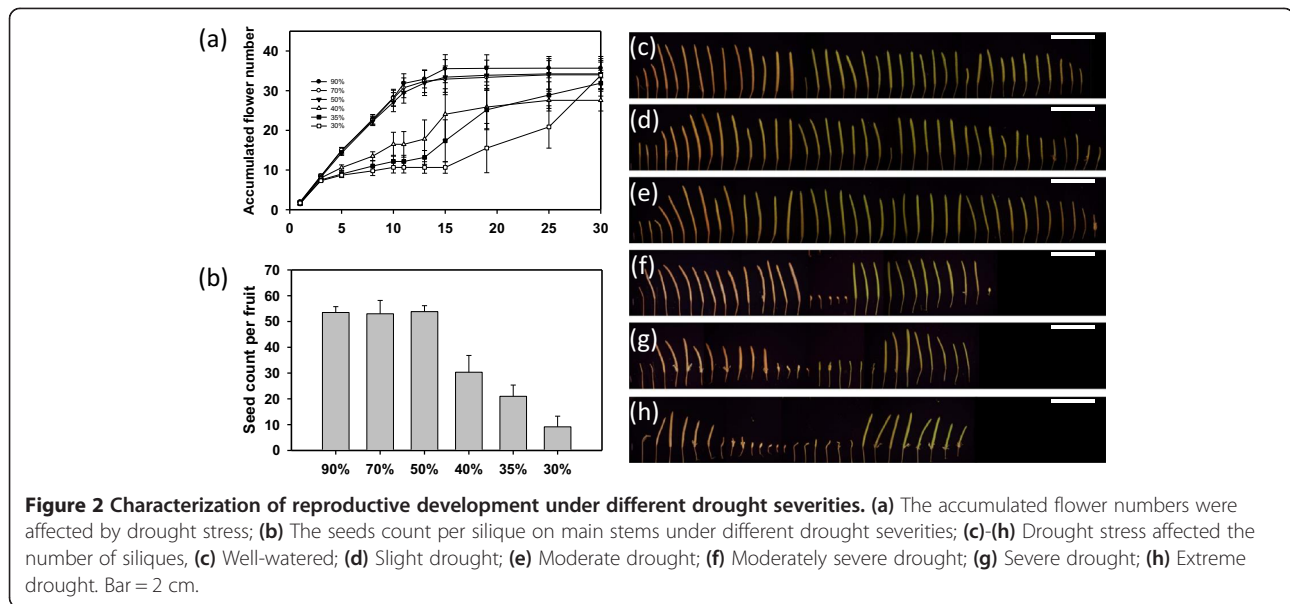 (a)
Accumulated flower number
40
30
20
10
0
90%
70%
50%
40%
35%
30%
0 5 10 15 20 25 30
(b)
Seed count per fruit
70
60
50
40
30
20
10
0
90% 70% 50% 40% 35% 30%
(c)
(d)
(e)
(f)
(g)
(h)
Figure 2 Characterization of reproductive development under different drought severities. (a) The accumulated flower numbers were
affected by drought stress; (b) The seeds count per silique on main stems under different drought severities; (c)-(h) Drought stress affected the
number of siliques, (c) Well-watered; (d) Slight drought; (e) Moderate drought; (f) Moderately severe drought; (g) Severe drought; (h) Extreme
drought. Bar = 2 cm.